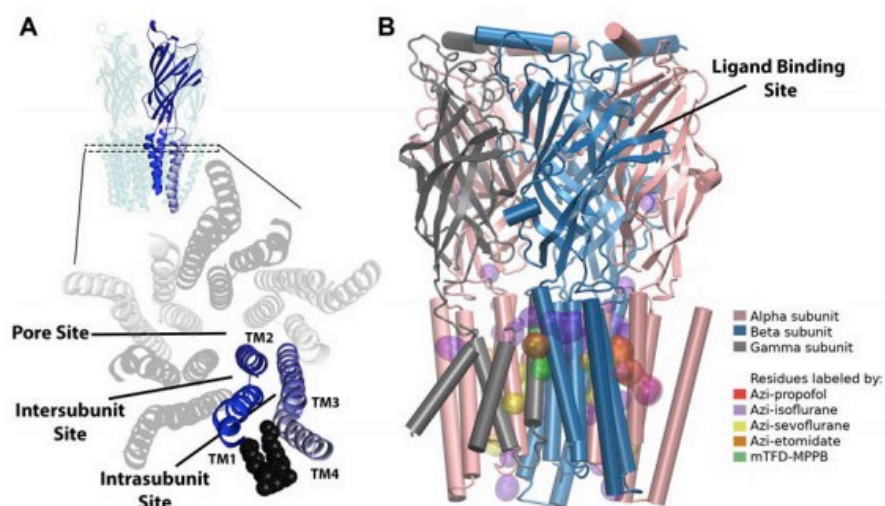 A
Pore Site
Intersubunit
Site
Intrasubunit
Site
TM2
TM3
TM1
TM4
B
Ligand Binding
Site
Alpha subunit
Beta subunit
Gamma subunit
Residues labeled by:
Azi-propofol
Azi-isoflurane
Azi-sevoflurane
Azi-etomidate
mTFD-MPPB